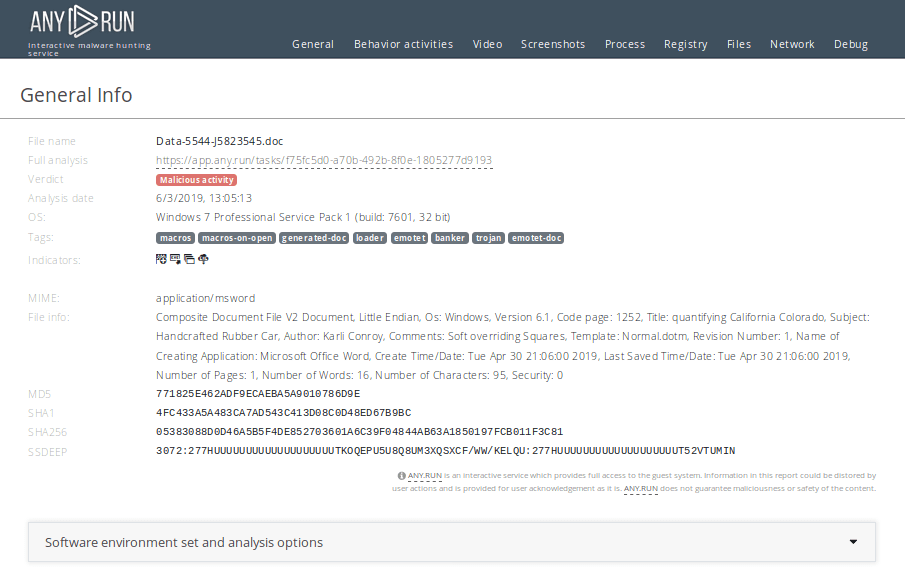 ANY RUN
Interactive malware hunting
service
General Behavior activities Video Screenshots Process Registry Files Network Debug
General Info
File name Data-5544-J5823545.doc
Full analysis https://app.any.run/tasks/f75fc5d0-a70b-492b-8f0e-1805277d9193
Verdict Malicious activity
Analysis date 6/3/2019, 13:05:13
OS: Windows 7 Professional Service Pack 1 (build: 7601, 32 bit)
Tags: macros macros-on-open generated-doc loader emotet banker trojan emotet-doc
Indicators:
MIME: application/msword
File info: Composite Document File V2 Document, Little Endian, Os: Windows, Version 6.1, Code page: 1252, Title: quantifying California Colorado, Subject:
Handcrafted Rubber Car, Author: Karli Conroy, Comments: Soft overriding Squares, Template: Normal.dotm, Revision Number: 1, Name of
Creating Application: Microsoft Office Word, Create Time/Date: Tue Apr 30 21:06:00 2019, Last Saved Time/Date: Tue Apr 30 21:06:00 2019,
Number of Pages: 1, Number of Words: 16, Number of Characters: 95, Security: 0
MD5 771825E462ADF9ECAEBA5A9010786D9E
SHA1 4FC433A5A483CA7AD543C413D08C0D48ED67B9BC
SHA256 05383088D0D46A5B5F4DE852703601A6C39F04844AB63A1850197FCB011F3C81
SSDEEP 3072:277HUUUUUUUUUUUUUUUUUUUTKOQEPU5U8Q8UM3XQSXCF/WW/KELQU:277HUUUUUUUUUUUUUUUUUUUT52VTUMIN
ANY.RUN is an interactive service which provides full access to the guest system. Information in this report could be distored by
user actions and is provided for user acknowledgement as it is. ANY.RUN does not guarantee maliciousness or safety of the content.
Software environment set and analysis options